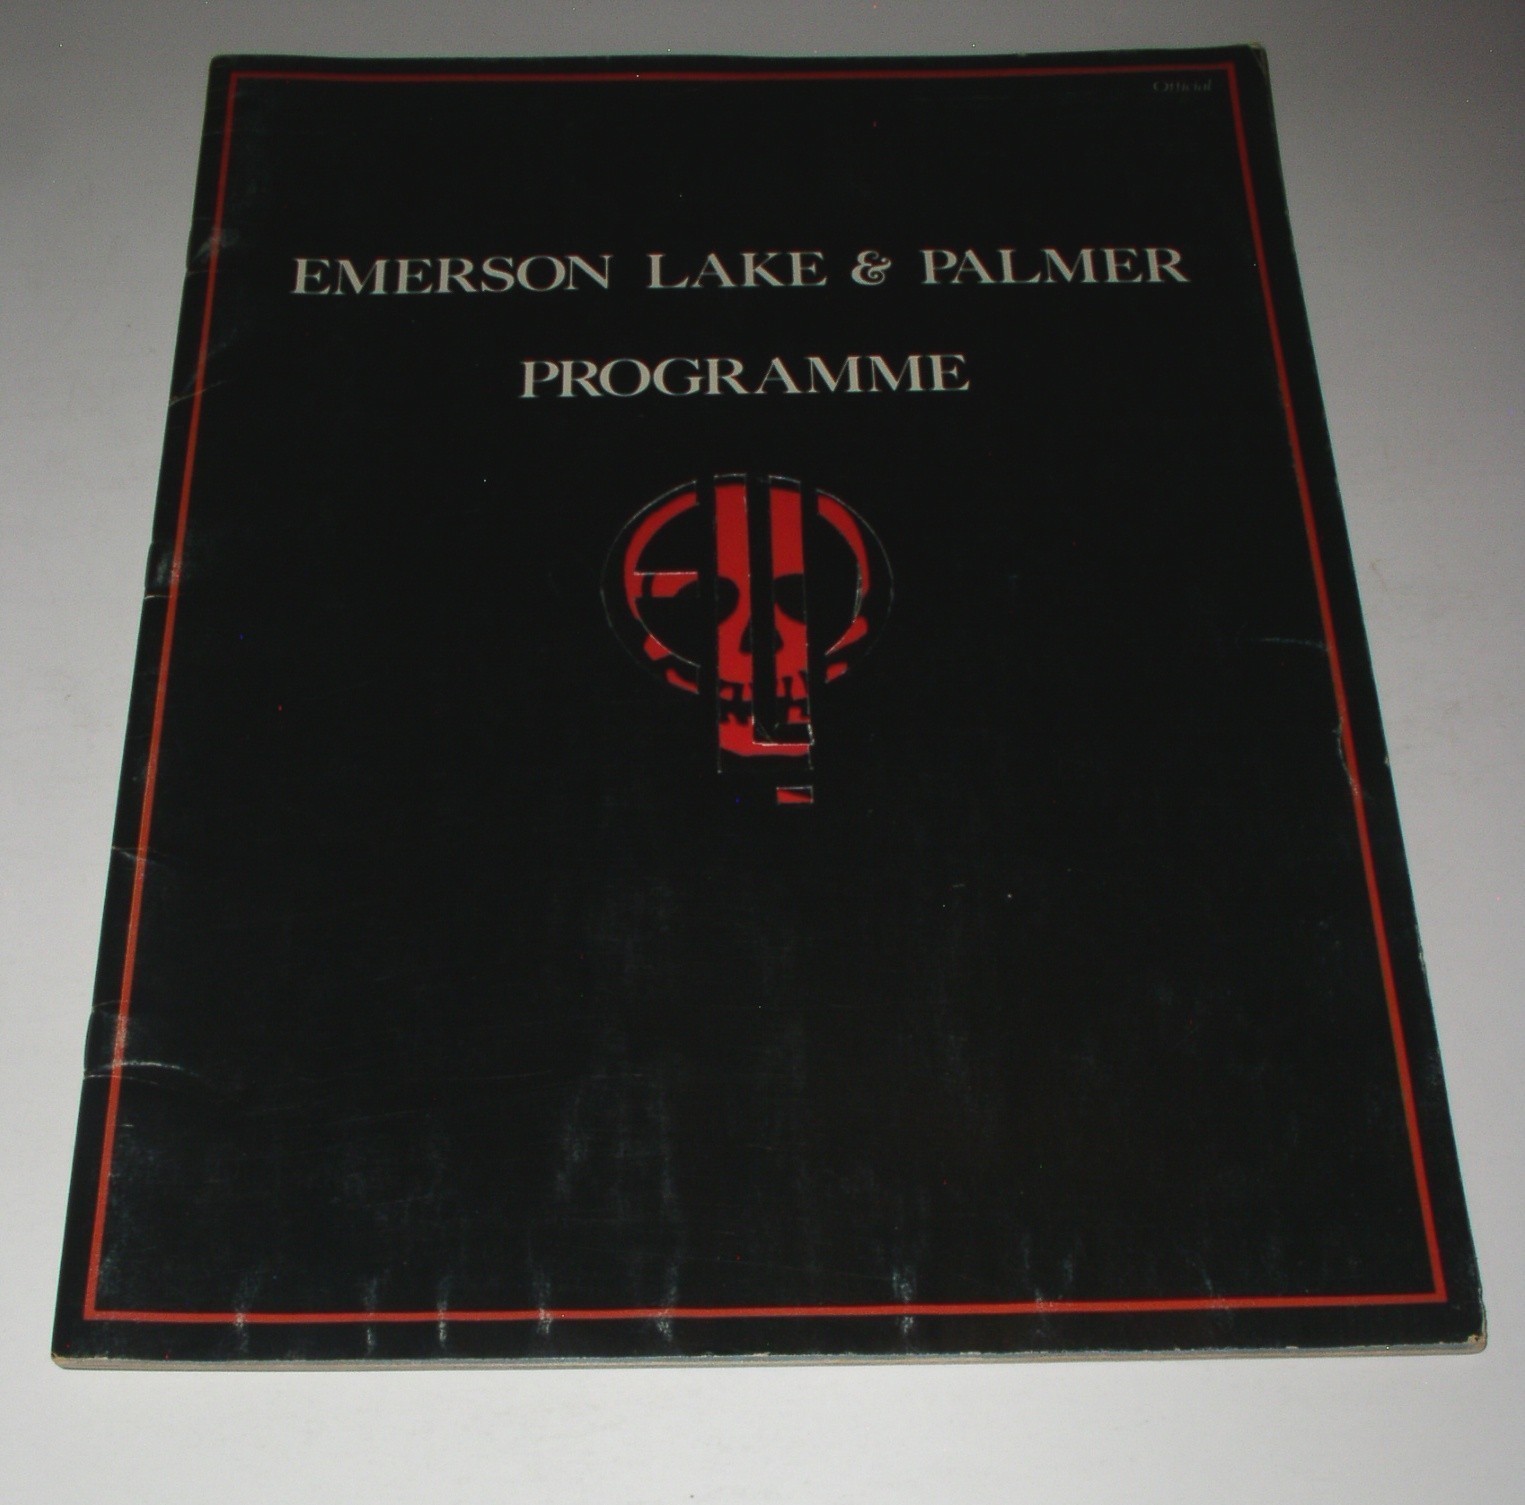 Official
EMERSON LAKE & PALMER
PROGRAMME